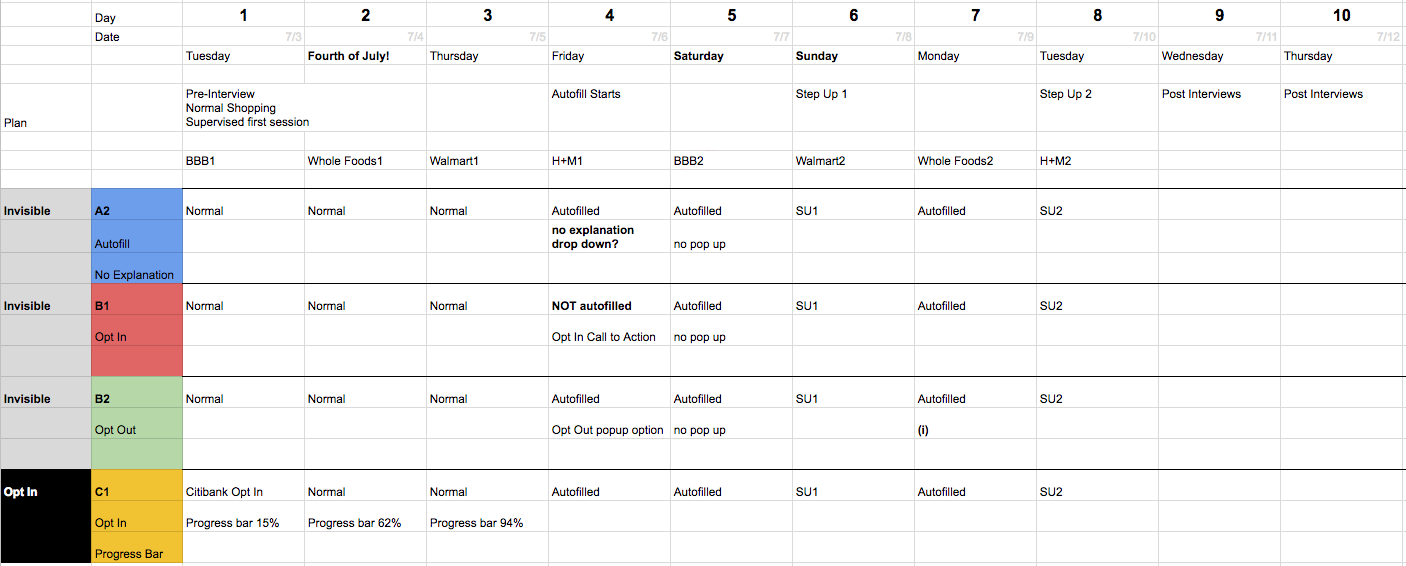 Day 1 2 3 4 5 6 7 8 9 10
Date 7/3 7/4 7/5 7/6 7/7 7/8 7/9 7/10 7/11 7/12
Tuesday Fourth of July! Thursday Friday Saturday Sunday Monday Tuesday Wednesday Thursday
Pre-Interview Autofill Starts Step Up 1 Step Up 2 Post Interviews Post Interviews
Normal Shopping
Plan Supervised first session
BBB1 Whole Foods1 Walmart1 H+M1 BBB2 Walmart2 Whole Foods2 H+M2
Invisible A2 Normal Normal Normal Autofilled Autofilled SU1 Autofilled SU2
no explanation
Autofill drop down? no pop up
No Explanation
Invisible B1 Normal Normal Normal NOT autofilled Autofilled SU1 Autofilled SU2
Opt In Opt In Call to Action no pop up
Invisible B2 Normal Normal Normal Autofilled Autofilled SU1 Autofilled SU2
Opt Out Opt Out popup option no pop up (i)
Opt In C1 Citibank Opt In Normal Normal Autofilled Autofilled SU1 Autofilled SU2
Opt In Progress bar 15% Progress bar 62% Progress bar 94%
Progress Bar